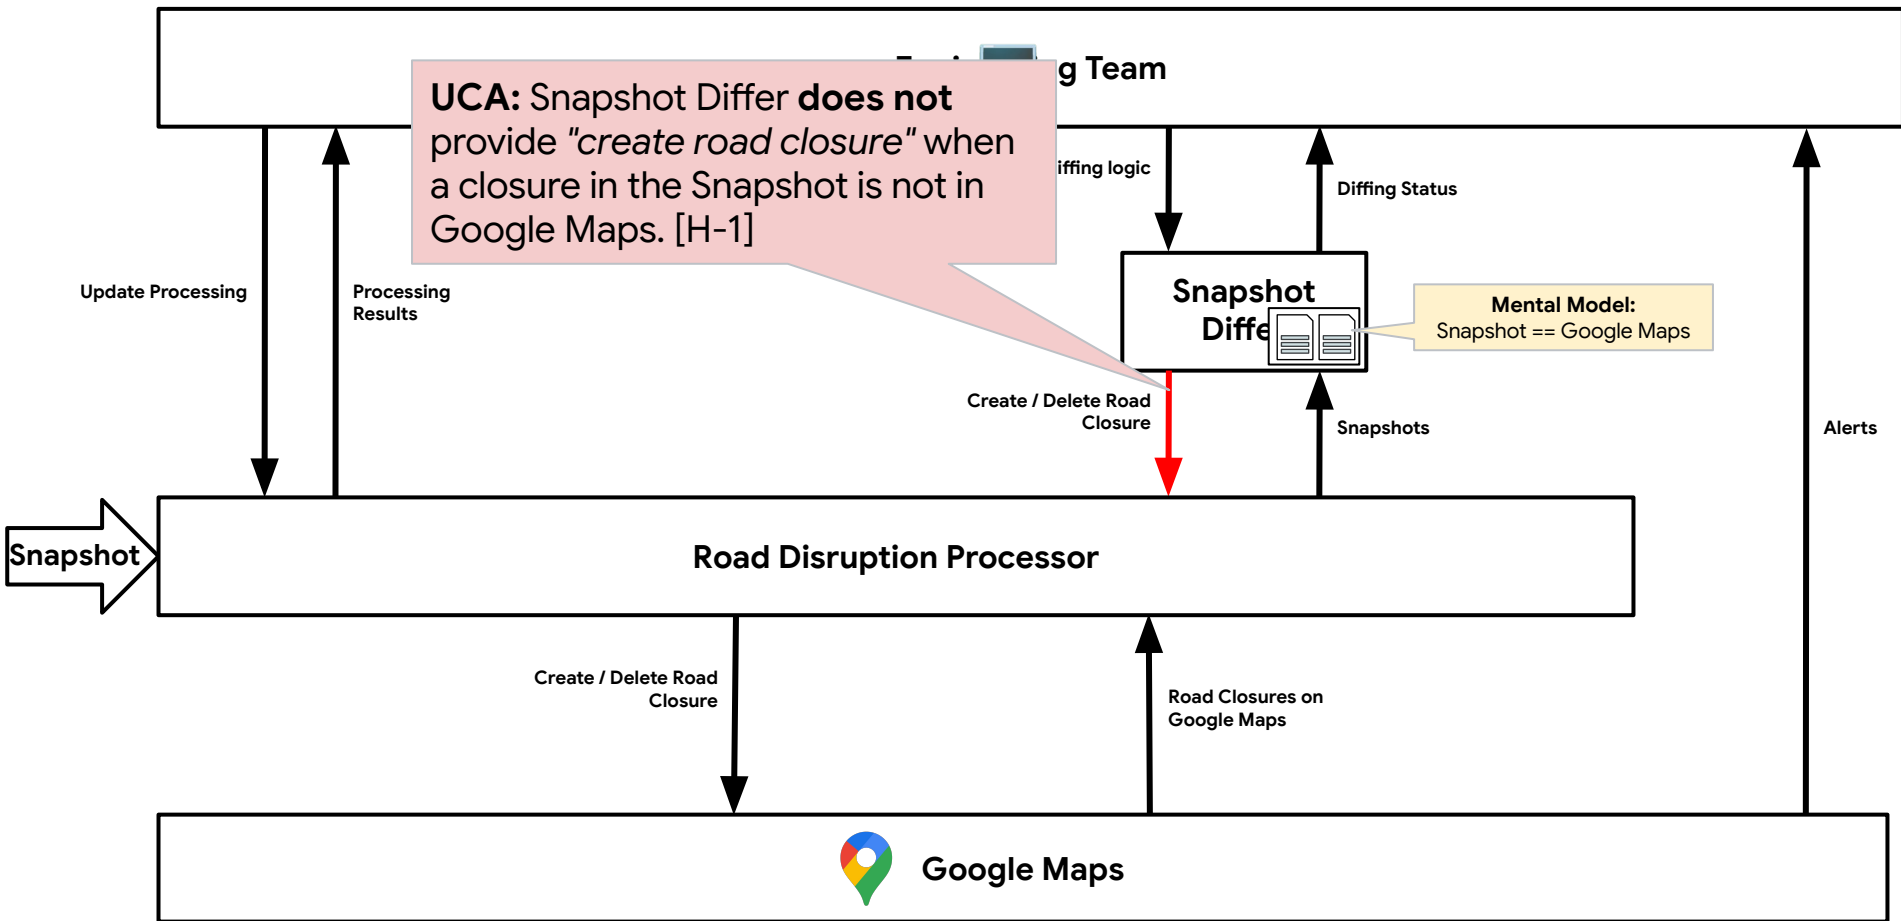 g Team
UCA: Snapshot Differ does not
provide "create road closure" when
a closure in the Snapshot is not in
Google Maps. [H-1]
logic
Diffing Status
Update Processing
Processing
Results
Snapshot
Diffe
Mental Model:
Snapshot == Google Maps
Create / Delete Road
Closure
Snapshots
Alerts
Snapshot
Road Disruption Processor
Create / Delete Road
Closure
Road Closures on
Google Maps
Google Maps